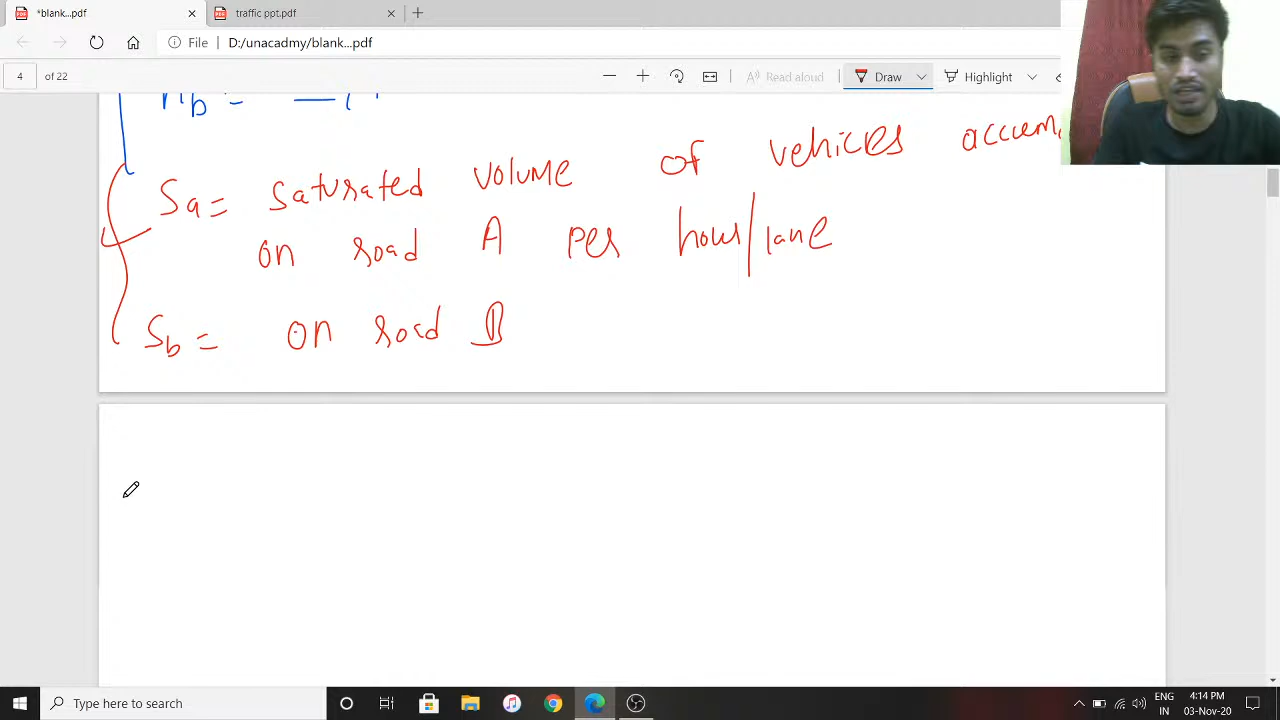 *blank.pdf
traffic ppt.pdf
File D:/unacadmy/blank...pdf
4 of 22
Read aloud Draw Highlight
Sa = saturated volume of vehicles accum
on road A per hour/lane
Sb = on road B
Type here to search
ENG 4:14 PM
IN 03-Nov-20